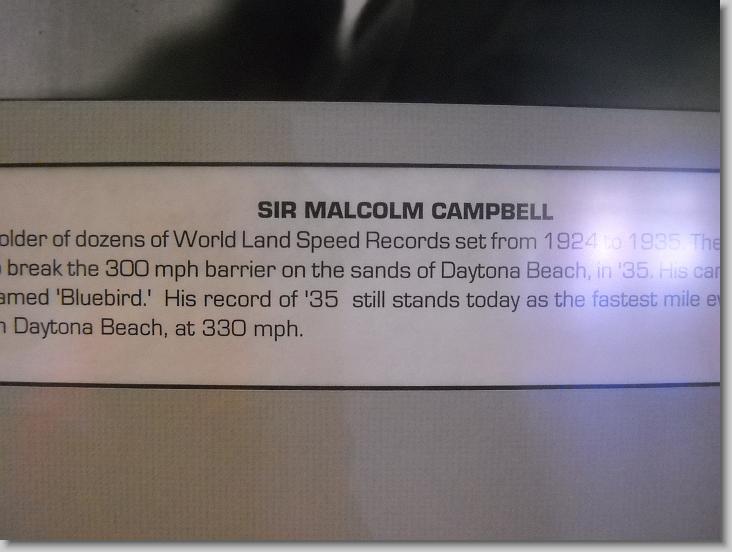 SIR MALCOLM CAMPBELL
older of dozens of World Land Speed Records set from 1924 to 1935. The
break the 300 mph barrier on the sands of Daytona Beach, in '35. His car
amed 'Bluebird.' His record of '35 still stands today as the fastest mile ev
n Daytona Beach, at 330 mph.